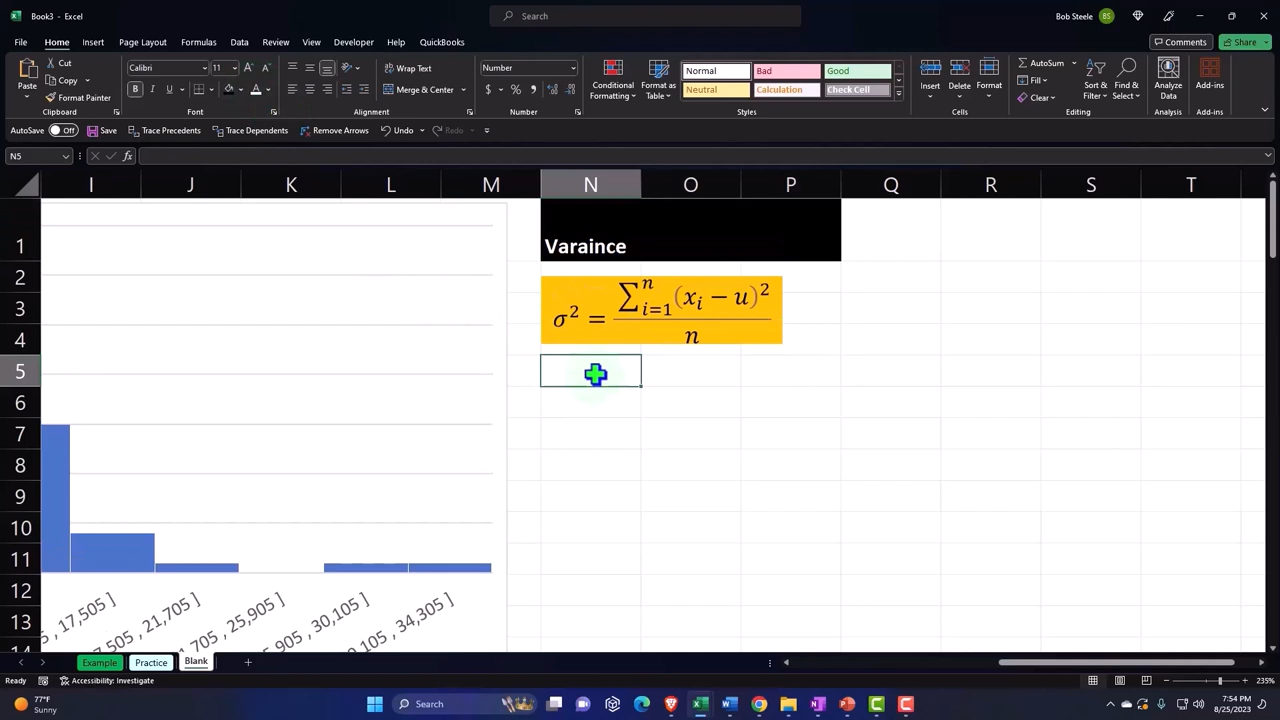 Book3 - Excel
Search
Bob Steele
BS
File
Home
Insert
Page Layout
Formulas
Data
Review
View
Developer
Help
QuickBooks
Comments
Share
Paste
Cut
Copy
Format Painter
Clipboard
Calibri
11
B I U
Font
Wrap Text
Merge & Center
Alignment
Number
$ %
Number
Conditional Formatting
Format as Table
Normal
Bad
Good
Neutral
Calculation
Check Cell
Styles
Insert
Delete
Format
Cells
AutoSum
Fill
Clear
Sort & Filter
Find & Select
Editing
Analyze Data
Analysis
Add-ins
Add-ins
AutoSave Off
Save
Trace Precedents
Trace Dependents
Remove Arrows
Undo
Redo
N5
fx
I J K L M N O P Q R S T
1
2
3
4
5
6
7
8
9
10
11
12
13
Varaince
σ² = ∑ⁿᵢ₌₁ (xᵢ − u)² / n
, 17,505 ]
, 21,705 ]
, 25,905 ]
, 30,105 ]
, 34,305 ]
Example
Practice
Blank
Ready
Accessibility: Investigate
235%
77°F
Sunny
Search
7:54 PM
8/25/2023